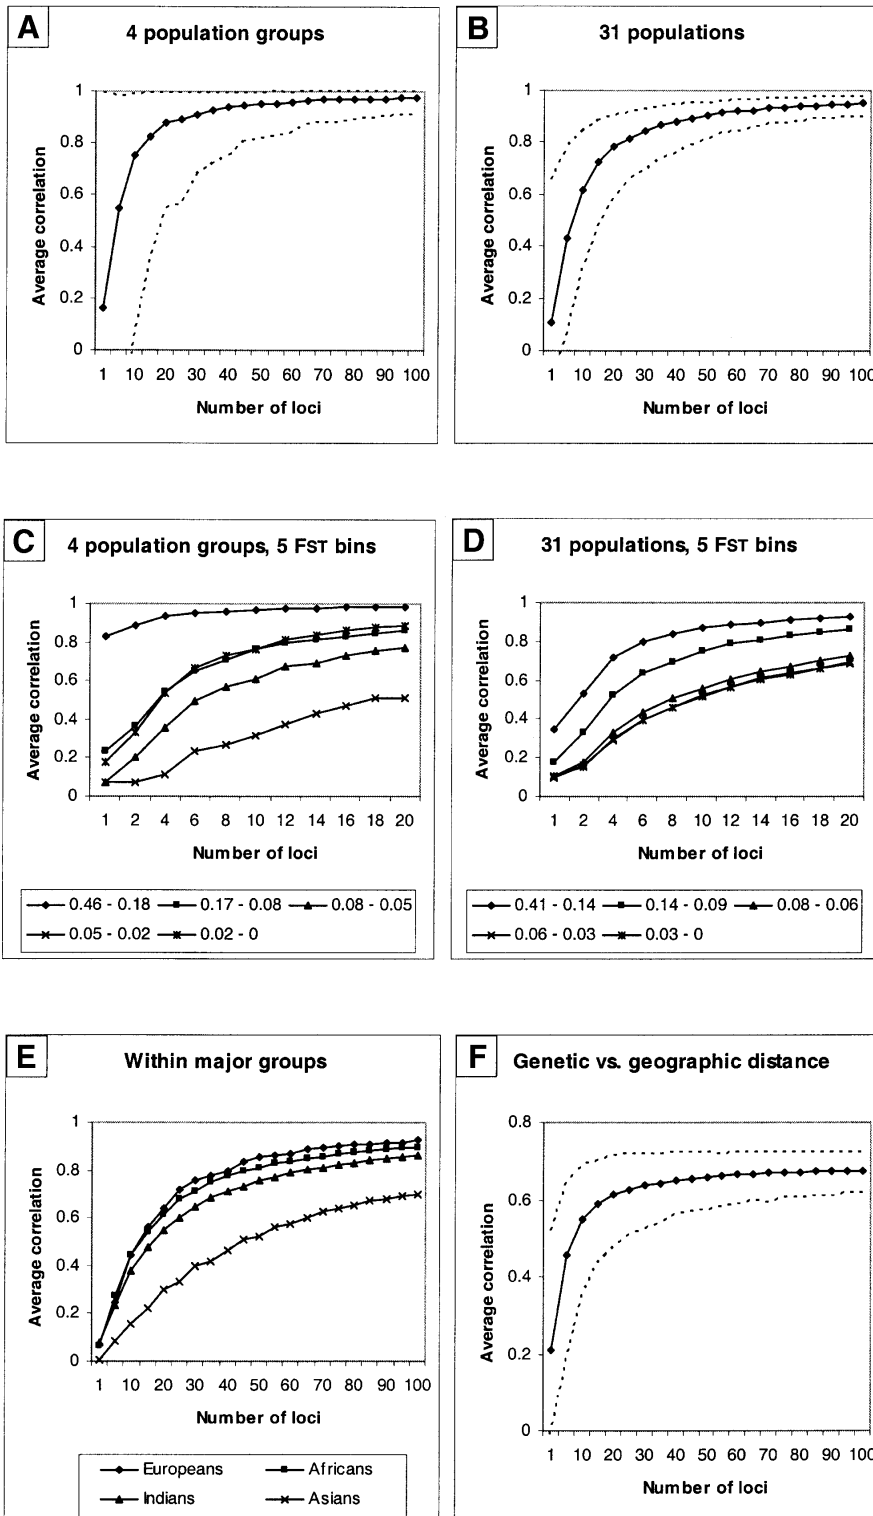 A
4 population groups
1
0.8
0.6
0.4
0.2
0
Average correlation
1 10 20 30 40 50 60 70 80 90 100
Number of loci
B
31 populations
1
0.8
0.6
0.4
0.2
0
Average correlation
1 10 20 30 40 50 60 70 80 90 100
Number of loci
C
4 population groups, 5 FST bins
1
0.8
0.6
0.4
0.2
0
Average correlation
1 2 4 6 8 10 12 14 16 18 20
Number of loci
0.46 - 0.18 0.17 - 0.08 0.08 - 0.05
0.05 - 0.02 0.02 - 0
D
31 populations, 5 FST bins
1
0.8
0.6
0.4
0.2
0
Average correlation
1 2 4 6 8 10 12 14 16 18 20
Number of loci
0.41 - 0.14 0.14 - 0.09 0.08 - 0.06
0.06 - 0.03 0.03 - 0
E
Within major groups
1
0.8
0.6
0.4
0.2
0
Average correlation
1 10 20 30 40 50 60 70 80 90 100
Number of loci
Europeans Africans
Indians Asians
F
Genetic vs. geographic distance
0.8
0.6
0.4
0.2
0
Average correlation
1 10 20 30 40 50 60 70 80 90 100
Number of loci